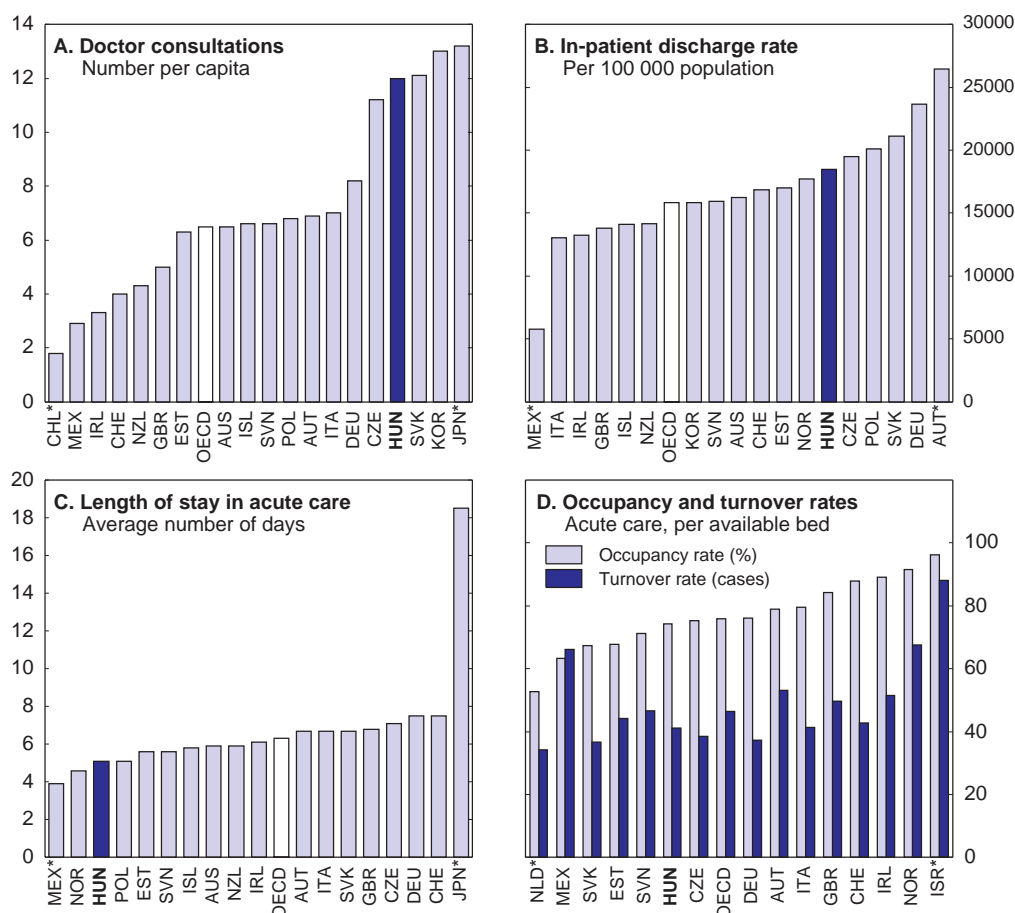 A. Doctor consultations
Number per capita
14
12
10
8
6
4
2
0
CHL*
MEX
IRL
CHE
NZL
GBR
EST
OECD
AUS
ISL
SVN
POL
AUT
ITA
DEU
CZE
HUN
SVK
KOR
JPN*
B. In-patient discharge rate
Per 100 000 population
30000
25000
20000
15000
10000
5000
0
MEX*
ITA
IRL
GBR
ISL
NZL
OECD
KOR
SVN
AUS
CHE
EST
NOR
HUN
CZE
POL
SVK
DEU
AUT*
C. Length of stay in acute care
Average number of days
20
18
16
14
12
10
8
6
4
2
0
MEX*
NOR
HUN
POL
EST
SVN
ISL
AUS
NZL
IRL
OECD
AUT
ITA
SVK
GBR
CZE
DEU
CHE
JPN*
D. Occupancy and turnover rates
Acute care, per available bed
Occupancy rate (%)
Turnover rate (cases)
100
80
60
40
20
0
NLD*
MEX
SVK
EST
SVN
HUN
CZE
OECD
DEU
AUT
ITA
GBR
CHE
IRL
NOR
ISR*